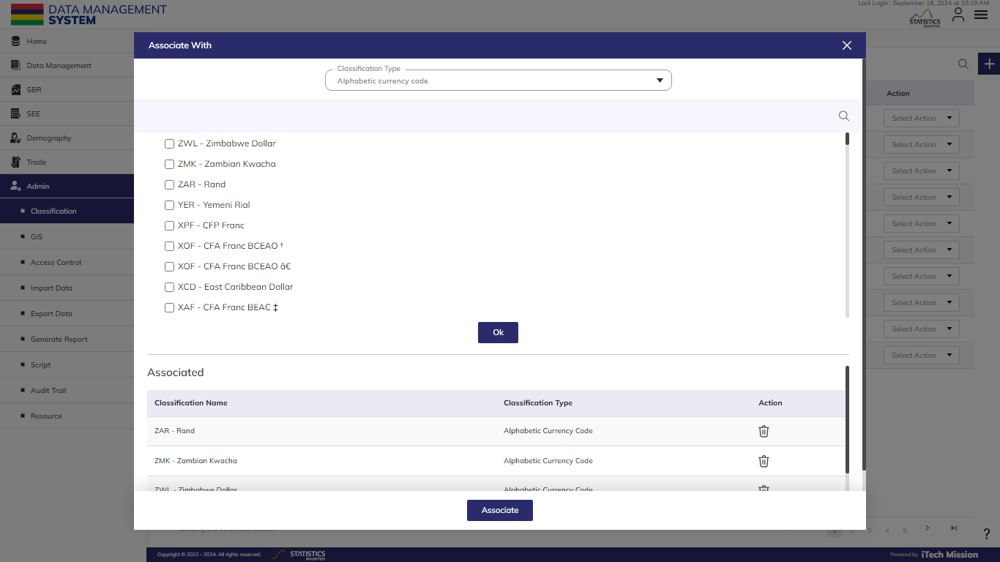 DATA MANAGEMENT
SYSTEM
Last Login : September 16, 2024 at 10:19 AM
STATISTICS
MAURITIUS
Home
Data Management
SBR
SEE
Demography
Trade
Admin
Classification
GIS
Access Control
Import Data
Export Data
Generate Report
Script
Audit Trail
Resource
Associate With
Classification Type
Alphabetic currency code
ZWL - Zimbabwe Dollar
ZMK - Zambian Kwacha
ZAR - Rand
YER - Yemeni Rial
XPF - CFP Franc
XOF - CFA Franc BCEAO †
XOF - CFA Franc BCEAO â€
XCD - East Caribbean Dollar
XAF - CFA Franc BEAC ‡
Ok
Associated
Classification Name Classification Type Action
ZAR - Rand Alphabetic Currency Code
ZMK - Zambian Kwacha Alphabetic Currency Code
ZWL - Zimbabwe Dollar Alphabetic Currency Code
Associate
Action
Select Action
Select Action
Select Action
Select Action
Select Action
Select Action
Select Action
Select Action
Select Action
Select Action
1 2 3 4 5
?
Copyright © 2022 - 2024. All rights reserved. STATISTICS
MAURITIUS
Powered by iTech Mission